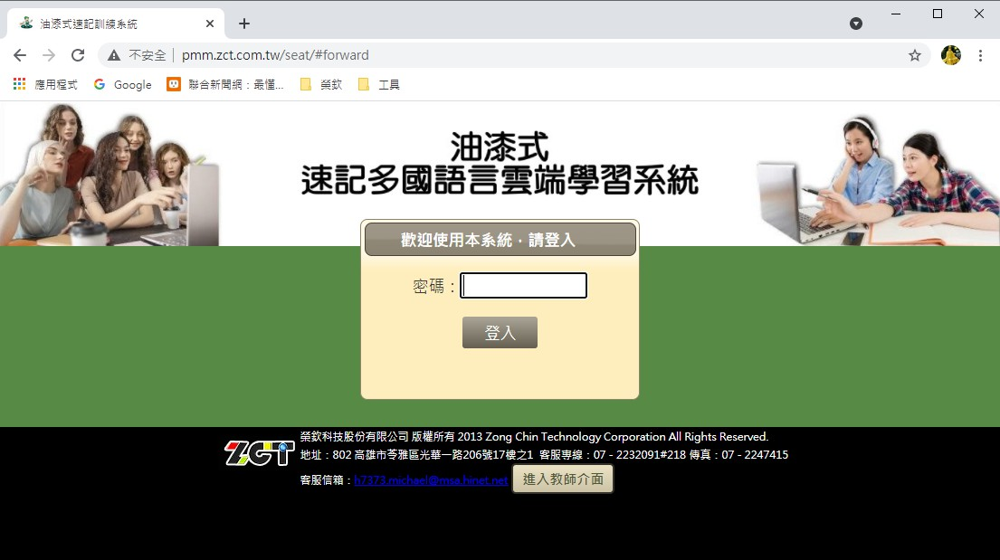 油漆式速記訓練系統
不安全 pmm.zct.com.tw/seat/#forward
應用程式 Google 聯合新聞網：最懂... 榮欽 工具
油漆式
速記多國語言雲端學習系統
歡迎使用本系統，請登入
密碼：
登入
ZCT
榮欽科技股份有限公司 版權所有 2013 Zong Chin Technology Corporation All Rights Reserved.
地址：802 高雄市苓雅區光華一路206號17樓之1 客服專線：07 - 2232091#218 傳真：07 - 2247415
客服信箱：h7373.michael@msa.hinet.net 進入教師介面